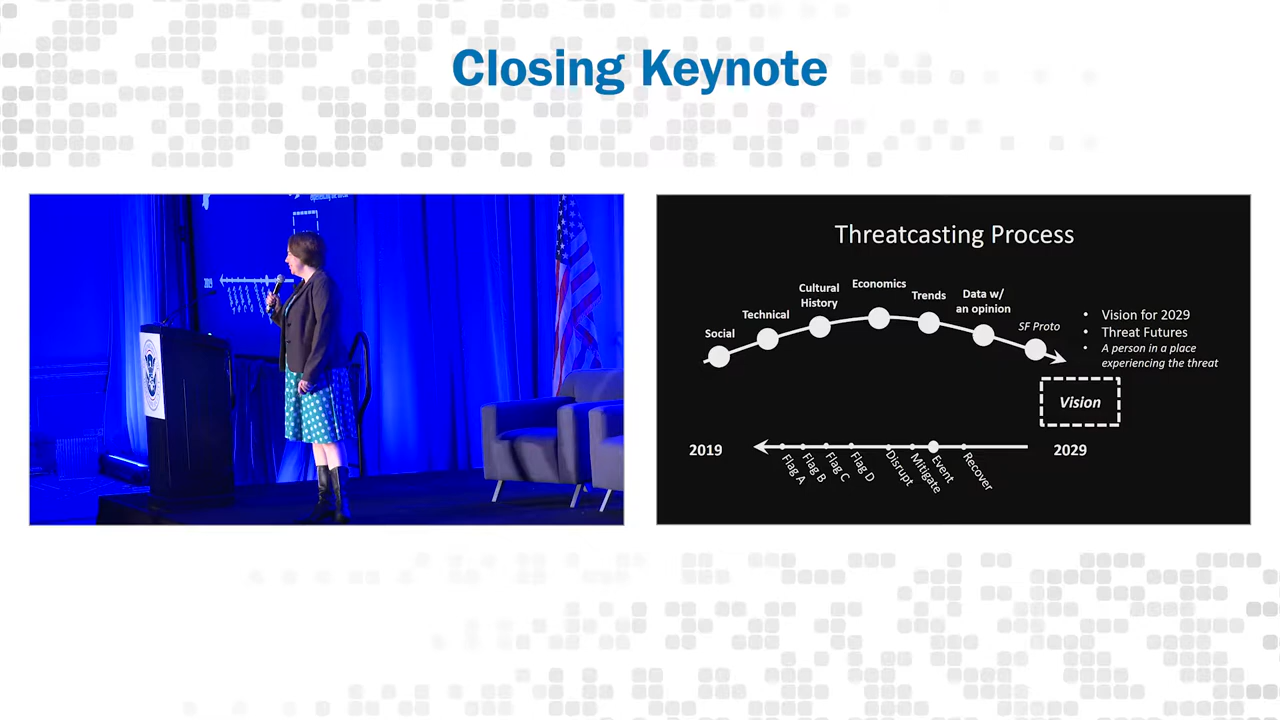 Closing Keynote
2019
Threatcasting Process
Social
Technical
Cultural
History
Economics
Trends
Data w/
an opinion
SF Proto
• Vision for 2029
• Threat Futures
• A person in a place
experiencing the threat
Vision
2019
Flag A
Flag B
Flag C
Flag D
Disrupt
Mitigate
Event
Recover
2029